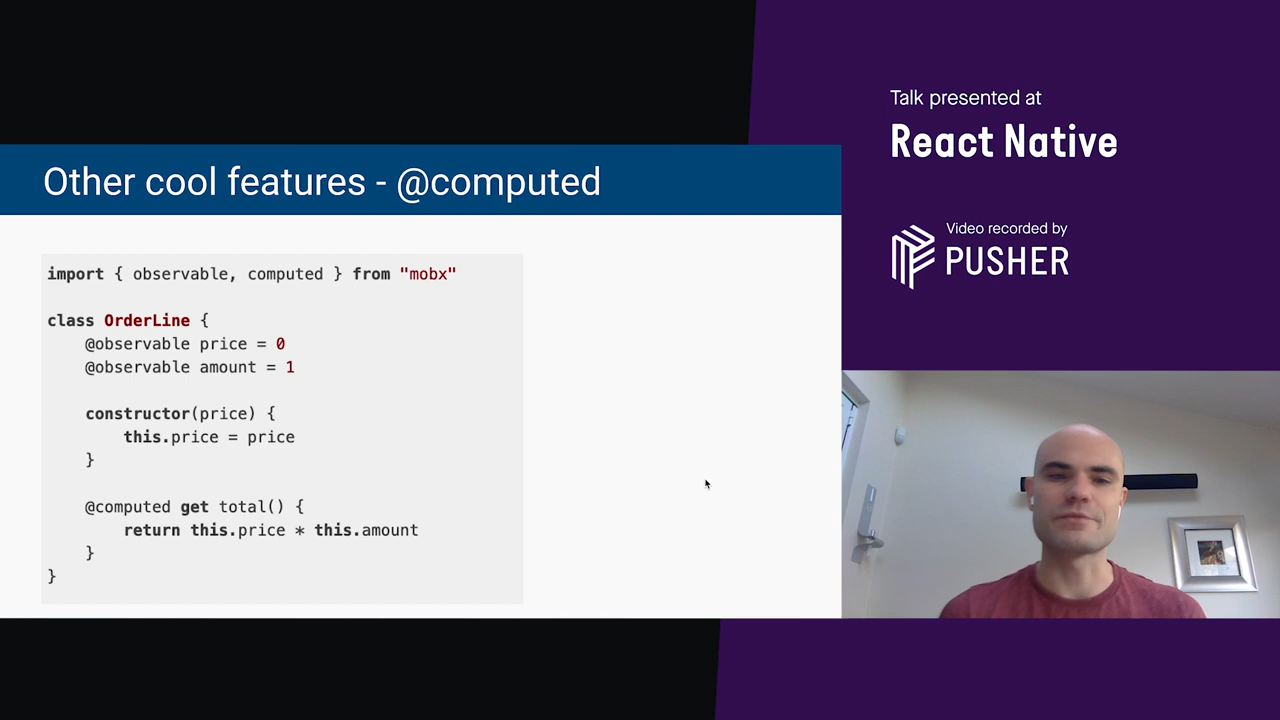 Talk presented at
React Native
Video recorded by
PUSHER
Other cool features - @computed
import { observable, computed } from "mobx"
class OrderLine {
@observable price = 0
@observable amount = 1
constructor(price) {
this.price = price
}
@computed get total() {
return this.price * this.amount
}
}